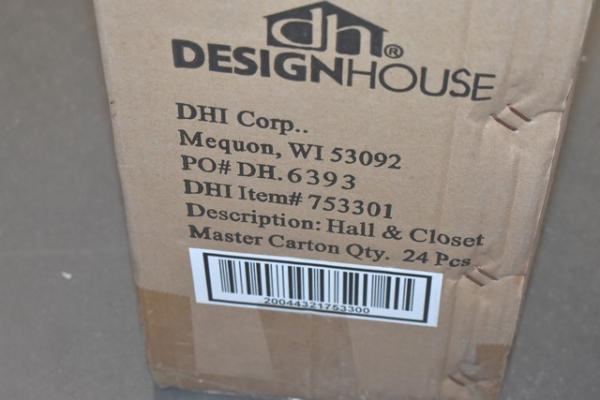 dh®
DESIGNHOUSE
DHI Corp..
Mequon, WI 53092
PO# DH. 6393
DHI Item# 753301
Description: Hall & Closet
Master Carton Qty. 24 Pcs
20044321753300